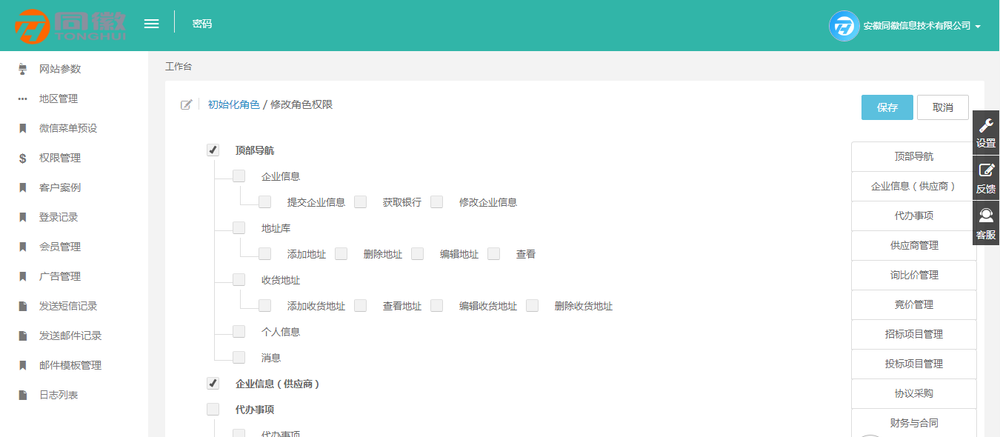 同徽
TONGHUI
密码
安徽同徽信息技术有限公司
网站参数
地区管理
微信菜单预设
权限管理
客户案例
登录记录
会员管理
广告管理
发送短信记录
发送邮件记录
邮件模板管理
日志列表
工作台
初始化角色 / 修改角色权限
保存 取消
顶部导航
企业信息
提交企业信息 获取银行 修改企业信息
地址库
添加地址 删除地址 编辑地址 查看
收货地址
添加收货地址 查看地址 编辑收货地址 删除收货地址
个人信息
消息
企业信息（供应商）
代办事项
代办事项
顶部导航
企业信息（供应商）
代办事项
供应商管理
询比价管理
竞价管理
招标项目管理
投标项目管理
协议采购
财务与合同
设置
反馈
客服